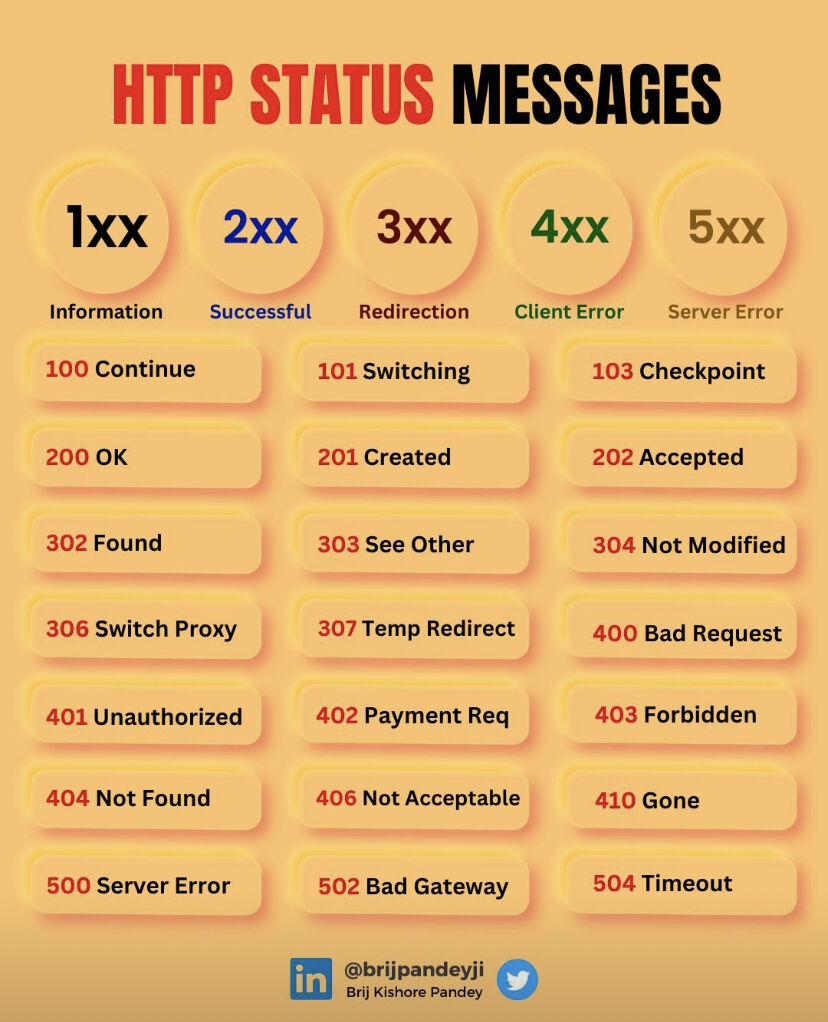 HTTP STATUS MESSAGES
1xx 2xx 3xx 4xx 5xx
Information Successful Redirection Client Error Server Error
100 Continue 101 Switching 103 Checkpoint
200 OK 201 Created 202 Accepted
302 Found 303 See Other 304 Not Modified
306 Switch Proxy 307 Temp Redirect 400 Bad Request
401 Unauthorized 402 Payment Req 403 Forbidden
404 Not Found 406 Not Acceptable 410 Gone
500 Server Error 502 Bad Gateway 504 Timeout
in @brijpandeyji
Brij Kishore Pandey